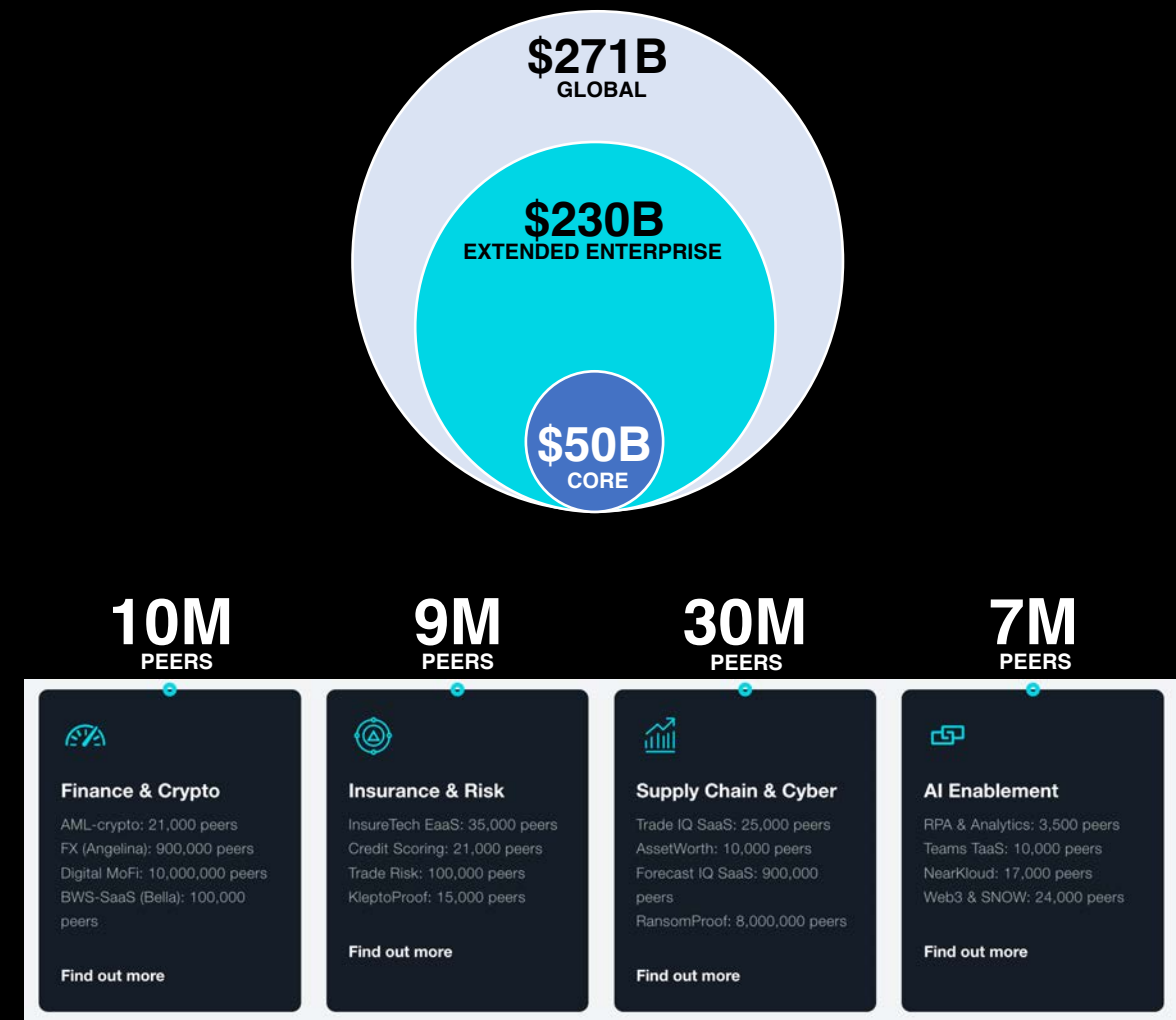 $271B
GLOBAL
$230B
EXTENDED ENTERPRISE
$50B
CORE
10M
PEERS
9M
PEERS
30M
PEERS
7M
PEERS
Finance & Crypto
AML-crypto: 21,000 peers
FX (Angelina): 900,000 peers
Digital MoFi: 10,000,000 peers
BWS-SaaS (Bella): 100,000
peers
Find out more
Insurance & Risk
InsureTech EaaS: 35,000 peers
Credit Scoring: 21,000 peers
Trade Risk: 100,000 peers
KleptoProof: 15,000 peers
Find out more
Supply Chain & Cyber
Trade IQ SaaS: 25,000 peers
AssetWorth: 10,000 peers
Forecast IQ SaaS: 900,000
peers
RansomProof: 8,000,000 peers
Find out more
AI Enablement
RPA & Analytics: 3,500 peers
Teams TaaS: 10,000 peers
NearKloud: 17,000 peers
Web3 & SNOW: 24,000 peers
Find out more